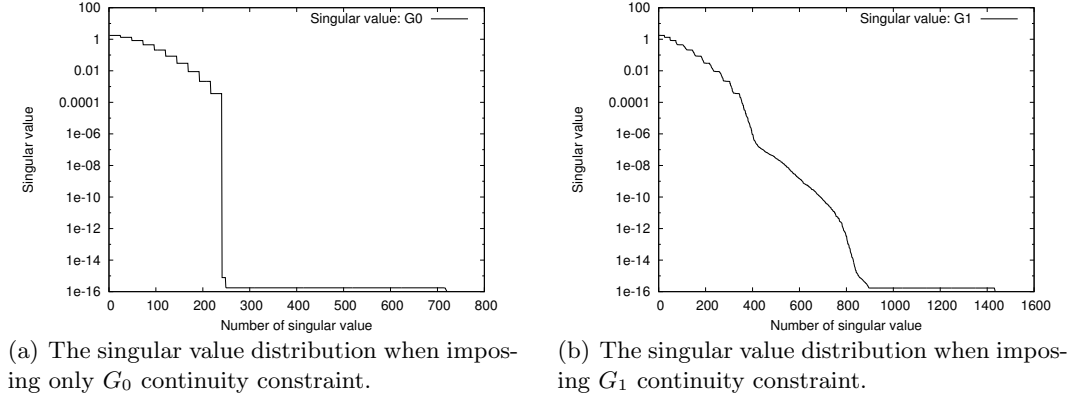 Singular value: G0
100
1
0.01
0.0001
1e-06
1e-08
1e-10
1e-12
1e-14
1e-16
Singular value
0 100 200 300 400 500 600 700 800
Number of singular value
(a) The singular value distribution when impos-
ing only G0 continuity constraint.
Singular value: G1
100
1
0.01
0.0001
1e-06
1e-08
1e-10
1e-12
1e-14
1e-16
Singular value
0 200 400 600 800 1000 1200 1400 1600
Number of singular value
(b) The singular value distribution when impos-
ing G1 continuity constraint.